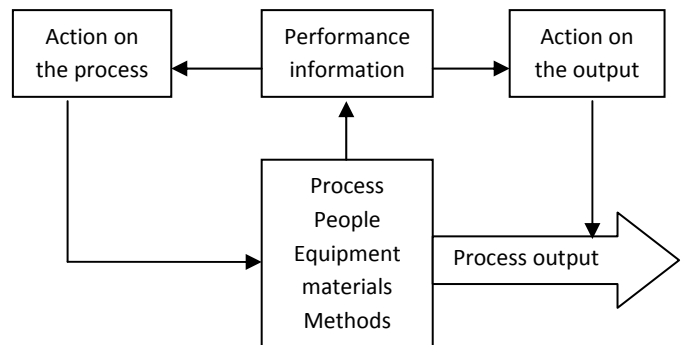 Action on
the process
Performance
information
Action on
the output
Process
People
Equipment
materials
Methods
Process output